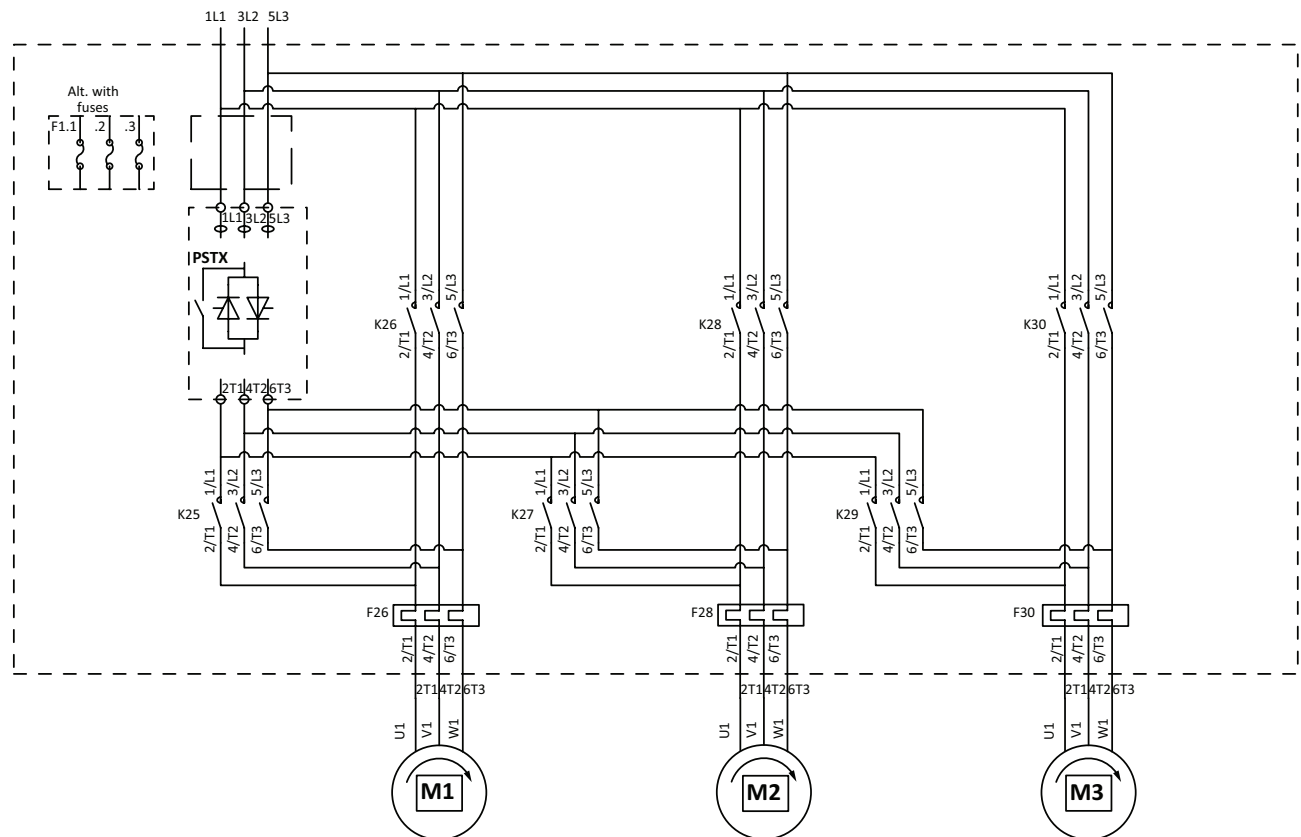 1L1 3L2 5L3
Alt. with
fuses
F1.1 .2 .3
1L1 3L2 5L3
PSTX
2T1 4T2 6T3
1/L1 3/L2 5/L3
K26
2/T1 4/T2 6/T3
1/L1 3/L2 5/L3
K28
2/T1 4/T2 6/T3
1/L1 3/L2 5/L3
K30
2/T1 4/T2 6/T3
1/L1 3/L2 5/L3
K25
2/T1 4/T2 6/T3
1/L1 3/L2 5/L3
K27
2/T1 4/T2 6/T3
1/L1 3/L2 5/L3
K29
2/T1 4/T2 6/T3
F26
2/T1 4/T2 6/T3
F28
2/T1 4/T2 6/T3
F30
2/T1 4/T2 6/T3
2T1 4T2 6T3
2T1 4T2 6T3
2T1 4T2 6T3
U1 V1 W1
U1 V1 W1
U1 V1 W1
M1
M2
M3